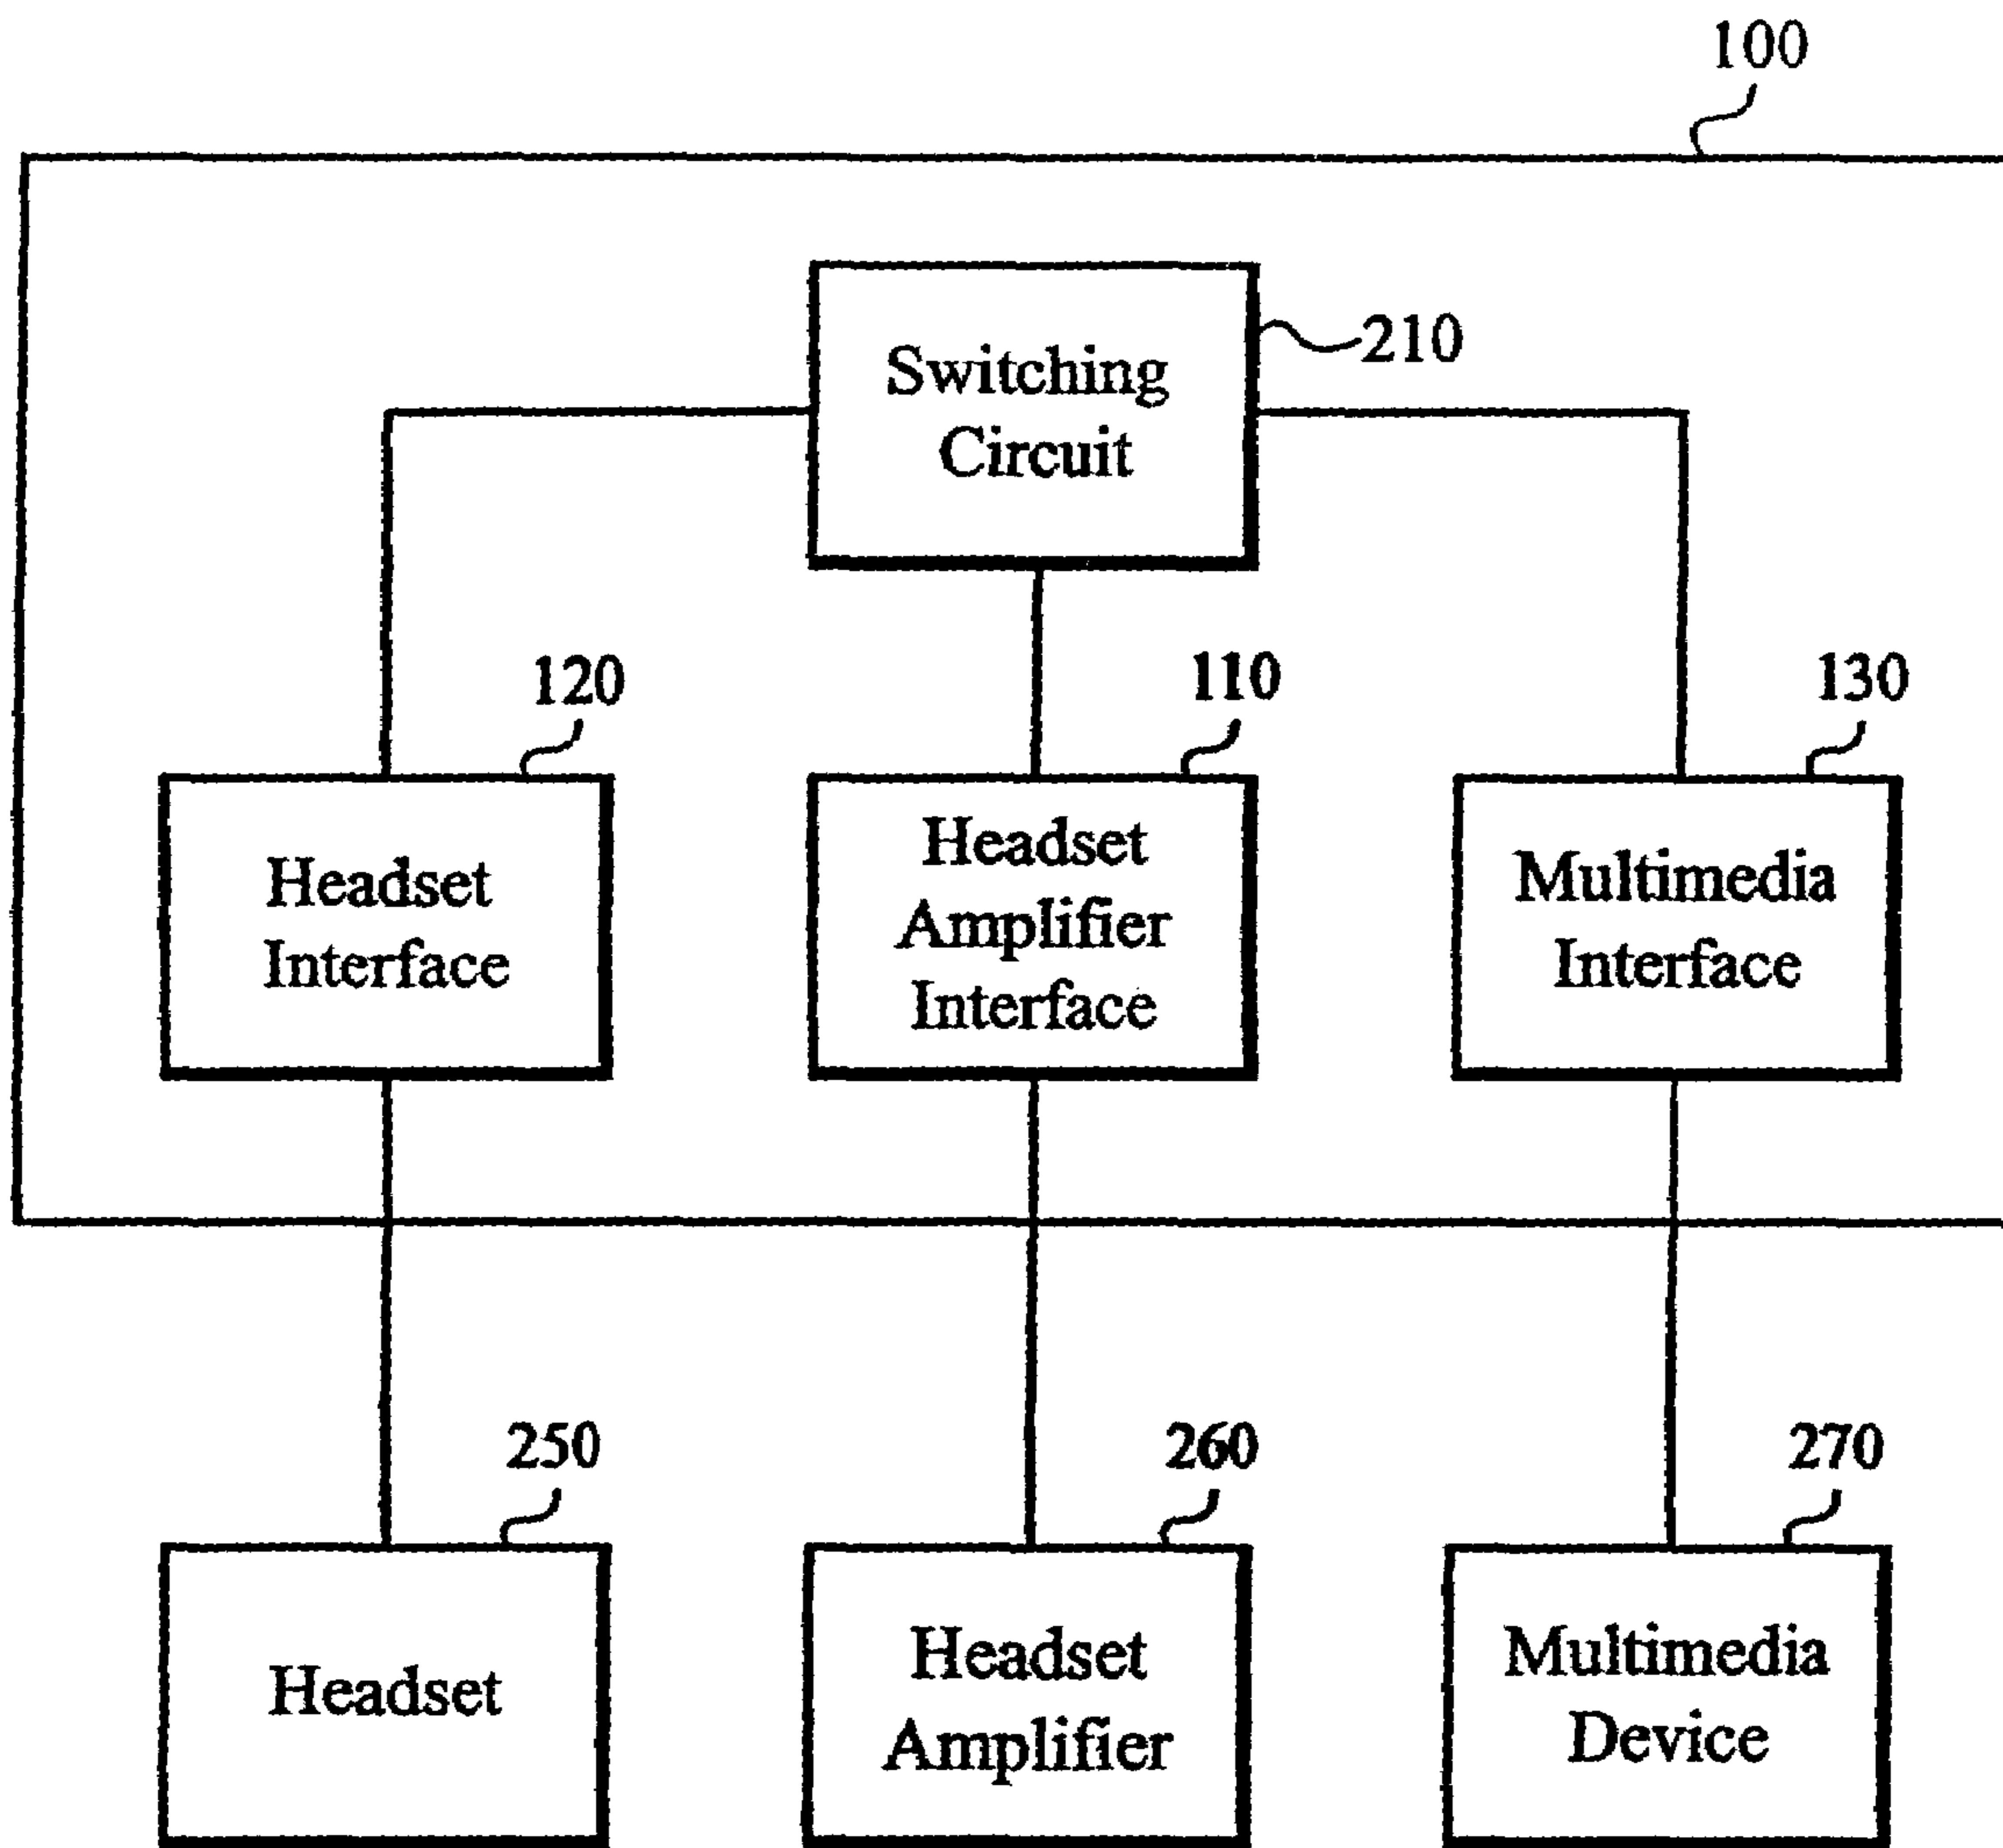 100
Switching
Circuit
210
120
110
130
Headset
Interface
Headset
Amplifier
Interface
Multimedia
Interface
250
260
270
Headset
Headset
Amplifier
Multimedia
Device